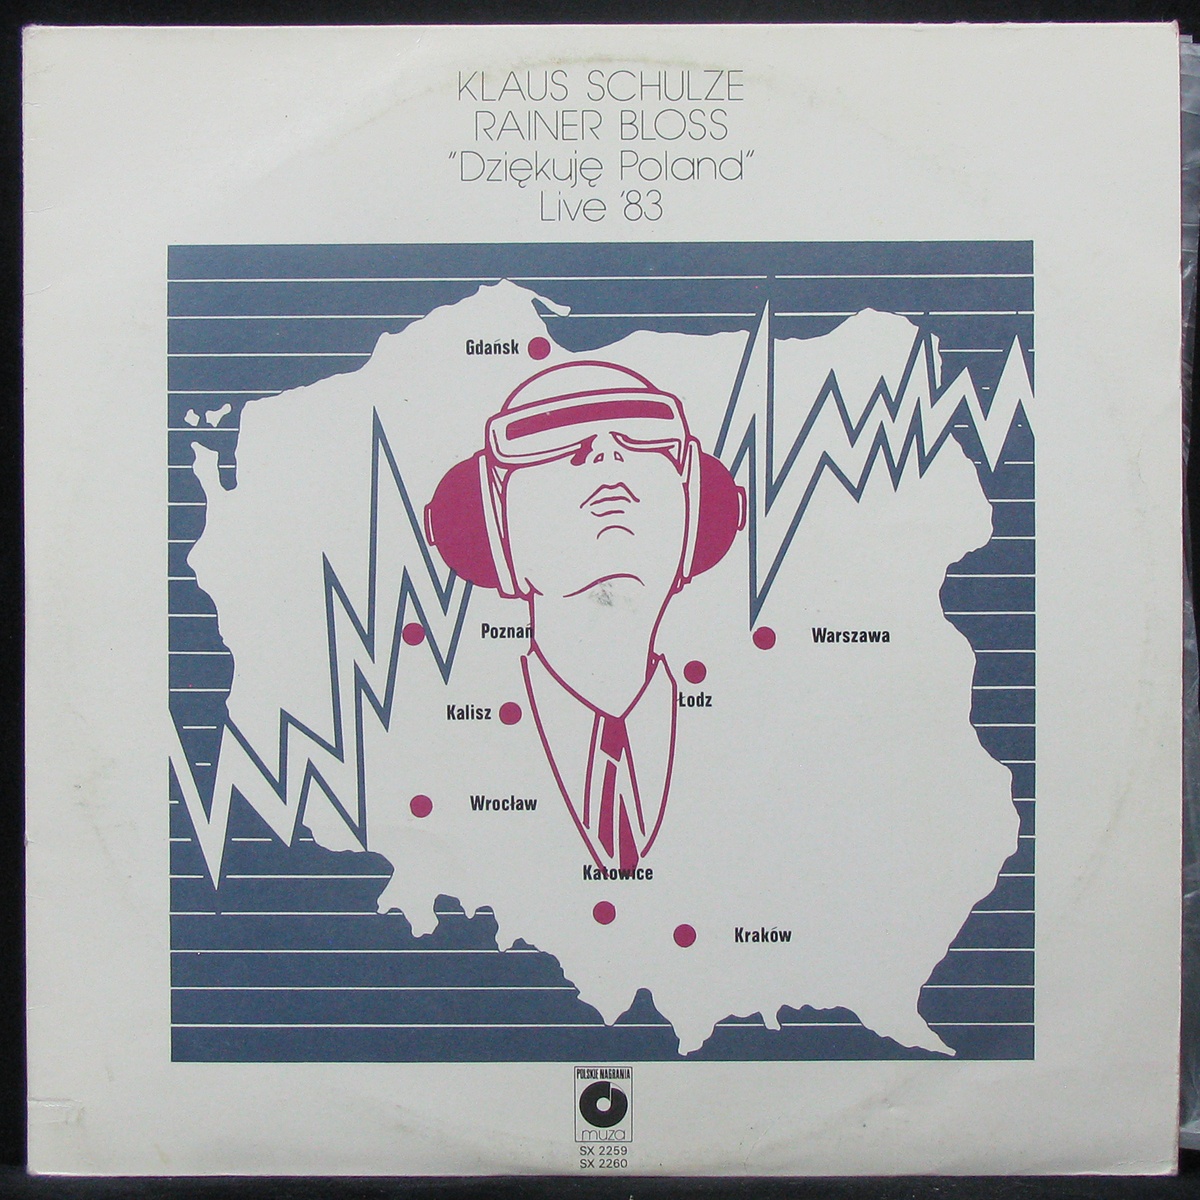 KLAUS SCHULZE
RAINER BLOSS
"Dziękuję Poland"
Live '83
Gdańsk
Poznań
Warszawa
Łodz
Kalisz
Wrocław
Katowice
Kraków
POLSKIE NAGRANIA
muza
SX 2259
SX 2260